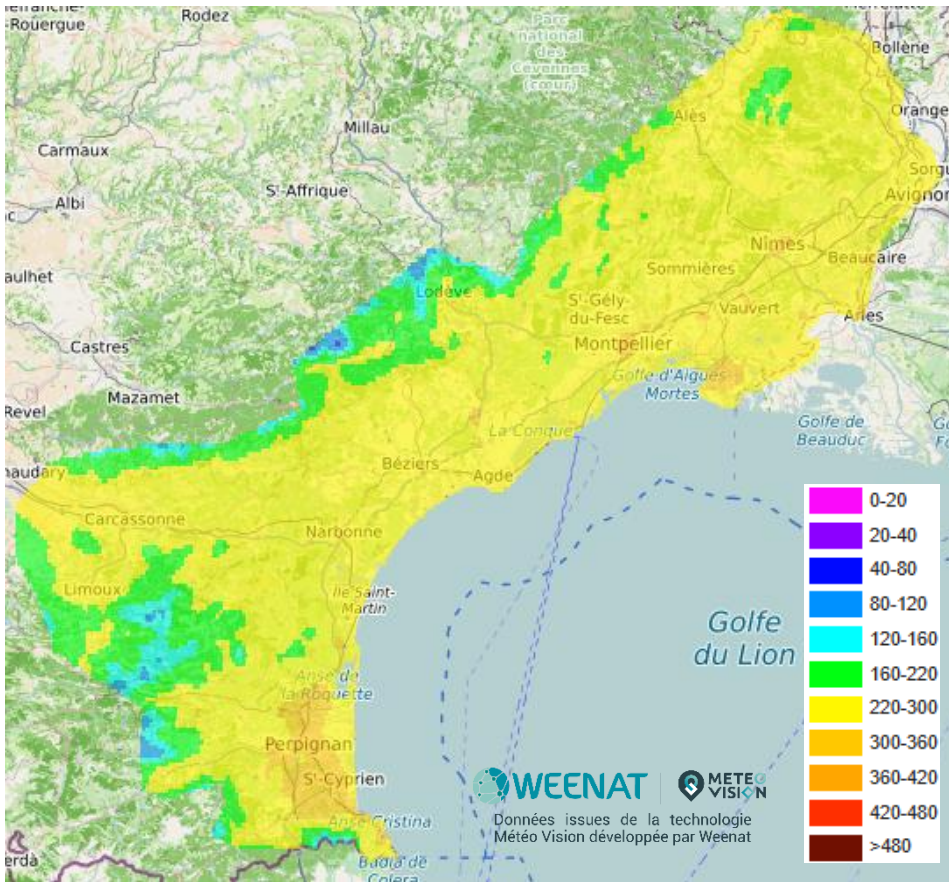 -Rouergue
Rodez
Parc
national
des
Cévennes
(cœur)
Bollène
Millau
Alès
Orange
Carmaux
S‘-Affrique
Albi
Sorgu
Avignon
aulhet
Nîmes
Sommières
Beaucaire
Lodève
S‘-Gély-
du-Fesc
Vauvert
Arles
Castres
Montpellier
Golfe d'Aigues
Mortes
Mazamet
Revel
Golfe de
Beauduc
La Conque
Béziers
Agde
naudary
Carcassonne
Narbonne
Limoux
Ile Saint-
Martin
Golfe
du Lion
Anse de
la Roquette
Perpignan
S‘-Cyprien
Anse Cristina
Badia de
Colera
0-20
20-40
40-80
80-120
120-160
160-220
220-300
300-360
360-420
420-480
>480
WEENAT
METEO
VISION
Données issues de la technologie
Météo Vision développée par Weenat